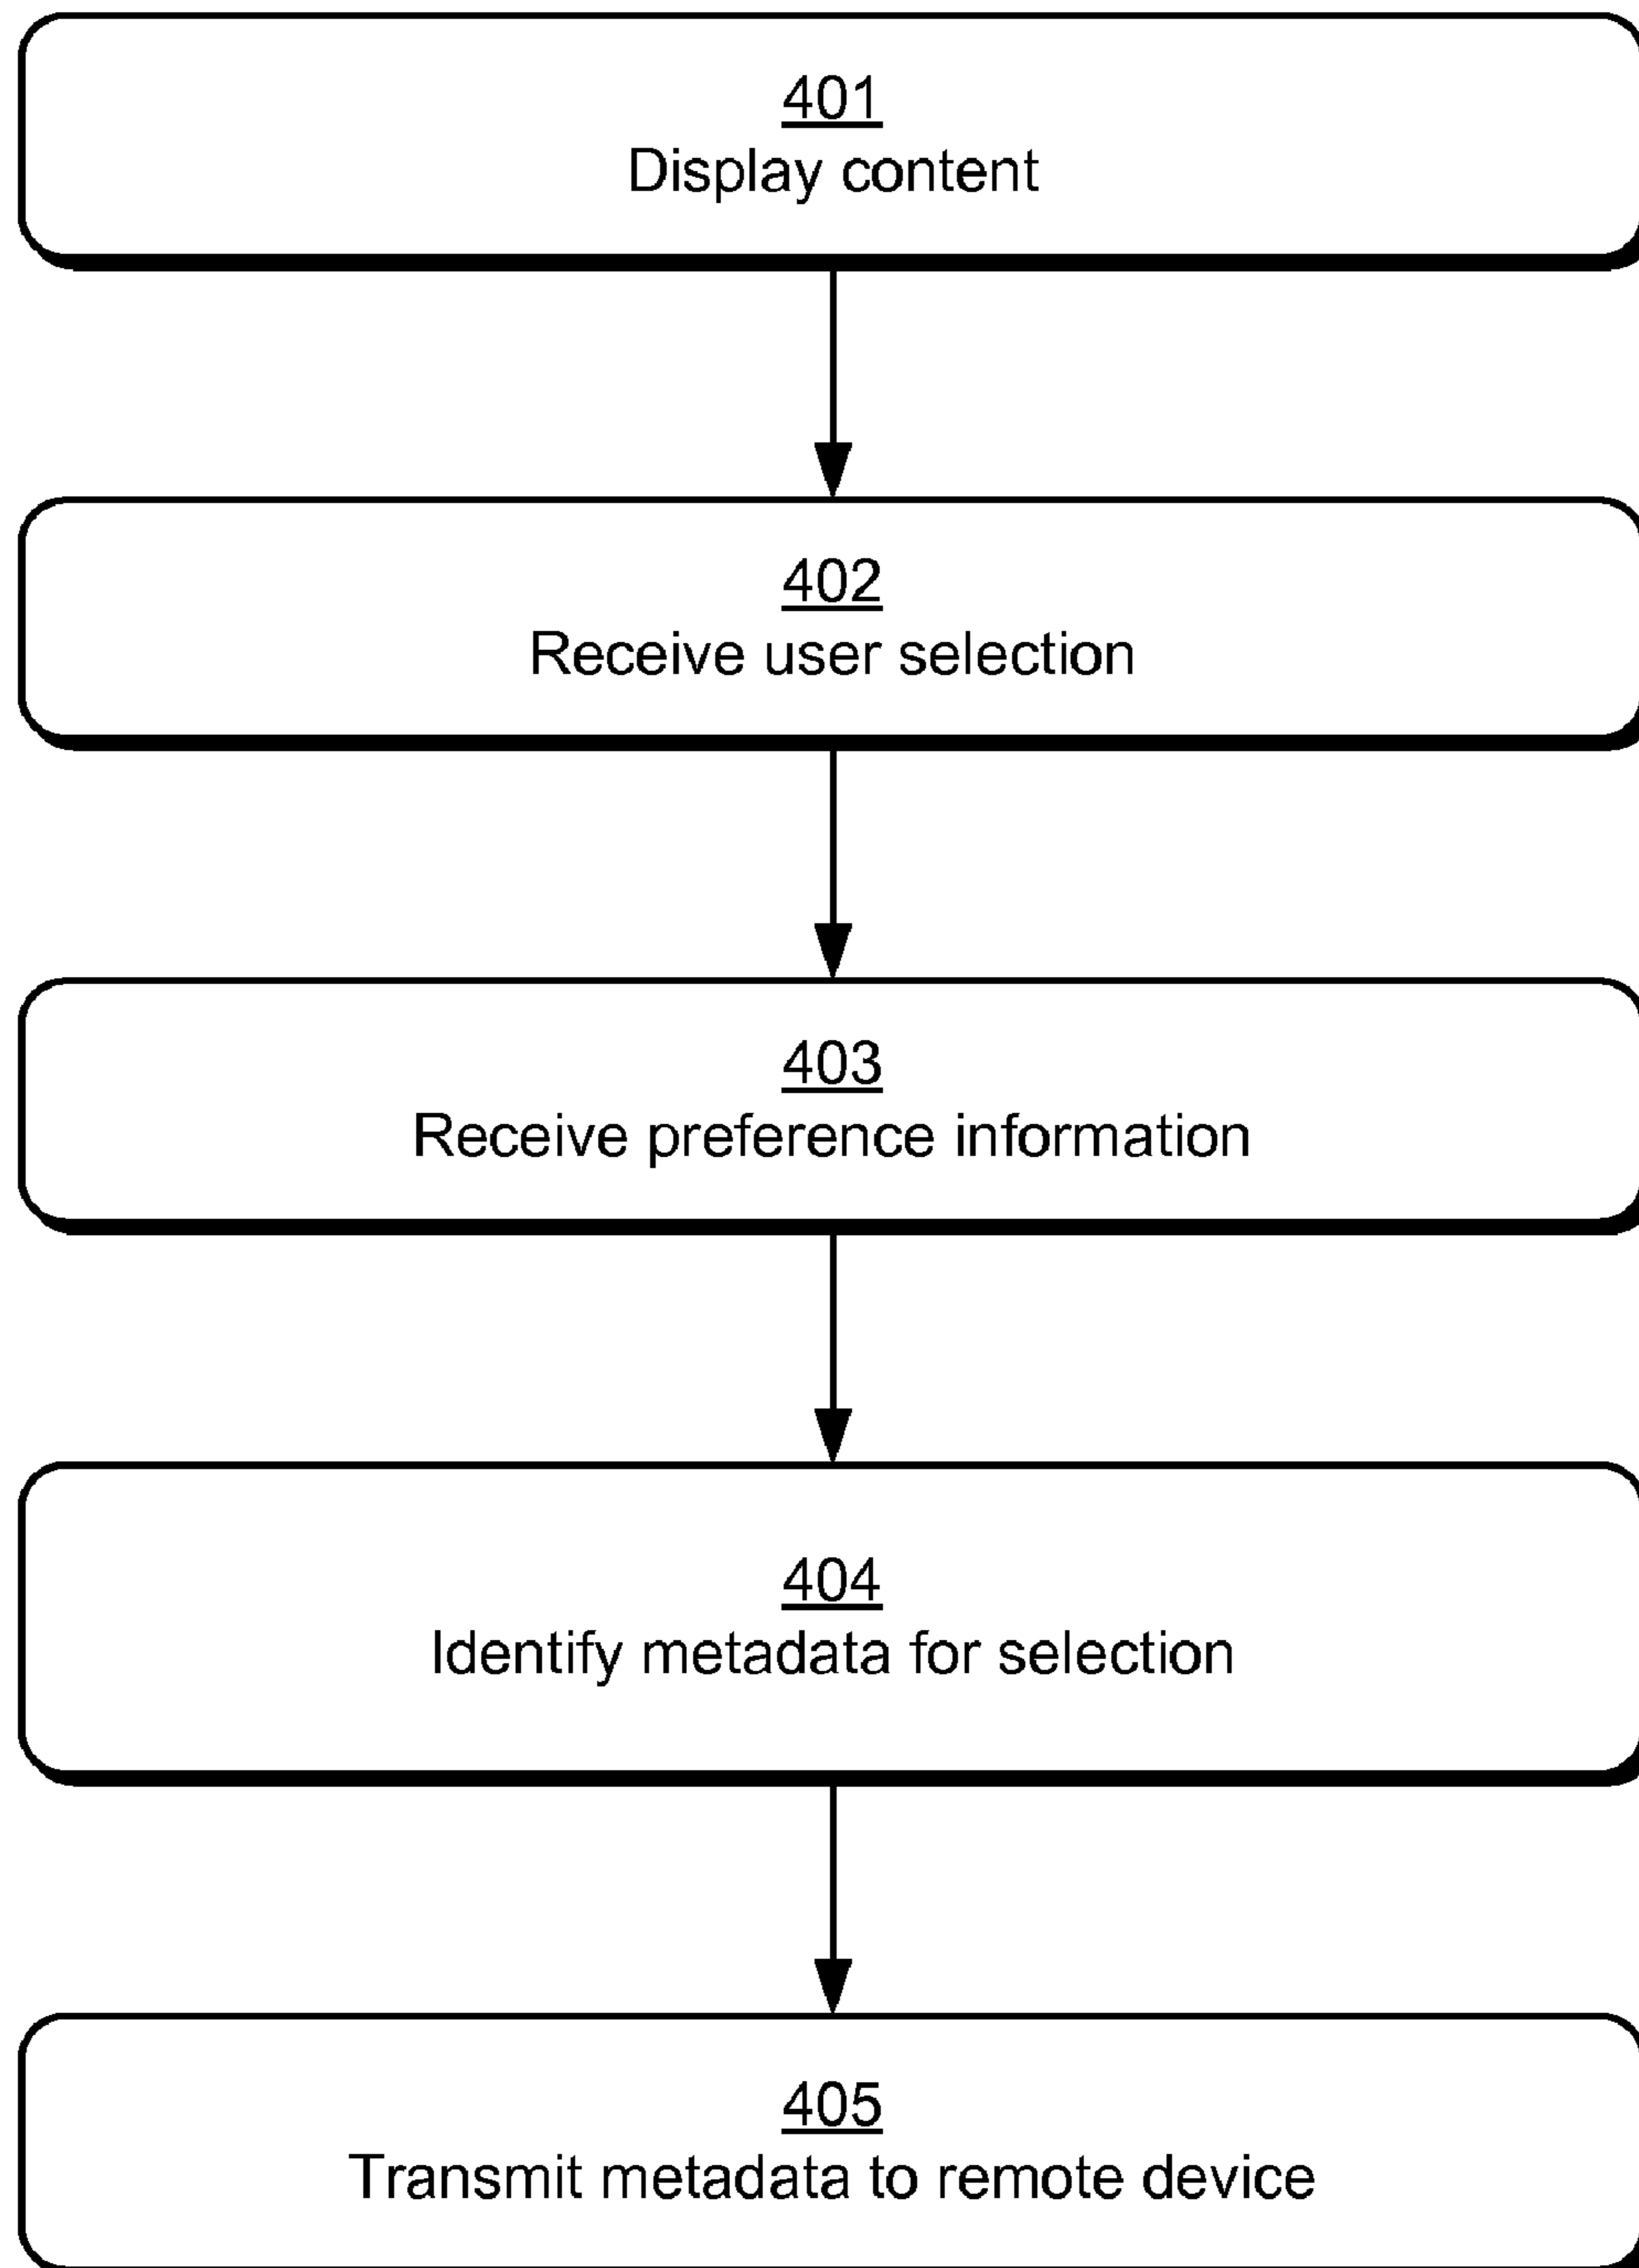 401
Display content
402
Receive user selection
403
Receive preference information
404
Identify metadata for selection
405
Transmit metadata to remote device